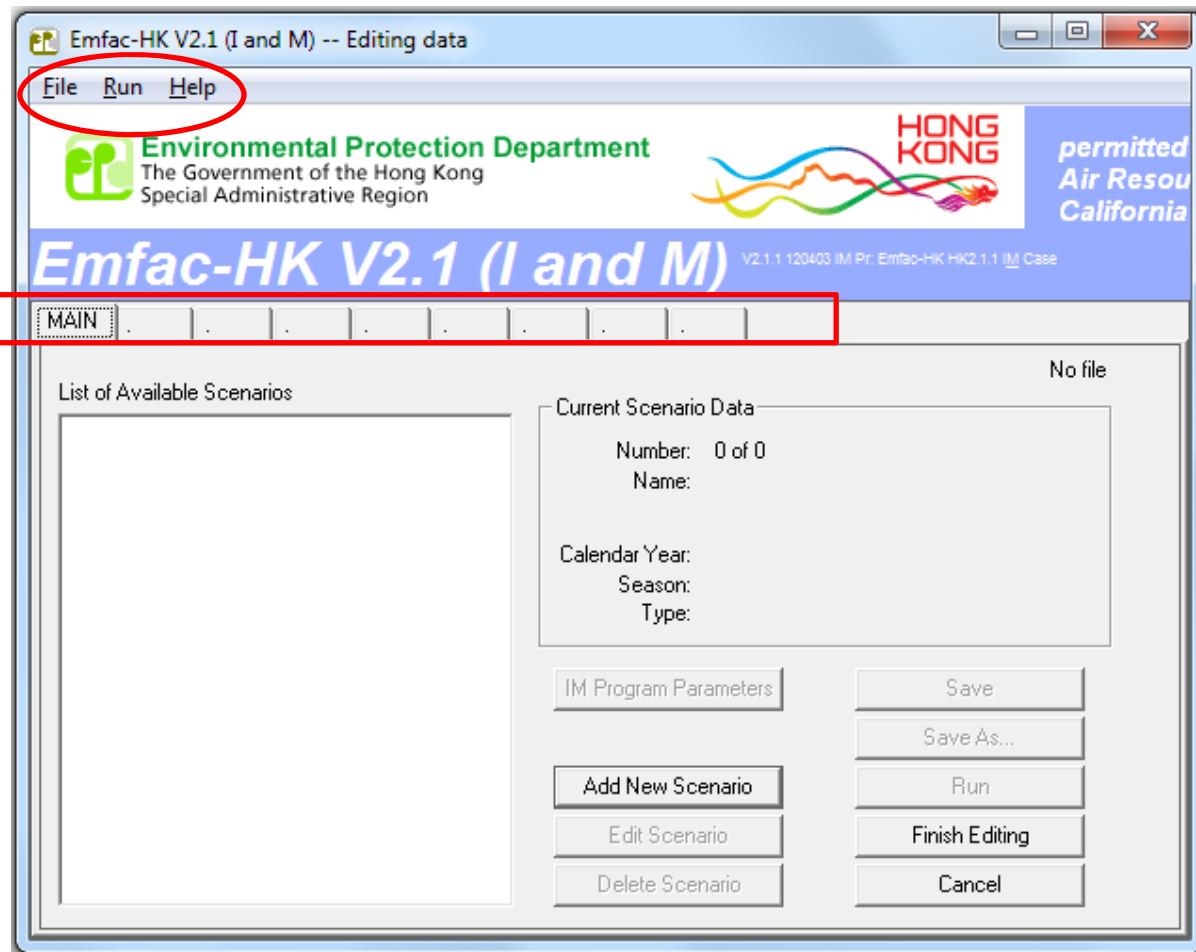 Emfac-HK V2.1 (I and M) -- Editing data
File Run Help
Environmental Protection Department
The Government of the Hong Kong
Special Administrative Region
HONG
KONG
permitted
Air Resou
California
Emfac-HK V2.1 (I and M)
V2.1.1 120403 IM Pr: Emfac-HK HK2.1.1 IM Case
MAIN . . . . . . . .
No file
List of Available Scenarios
Current Scenario Data
Number: 0 of 0
Name:
Calendar Year:
Season:
Type:
IM Program Parameters
Save
Save As...
Add New Scenario
Run
Edit Scenario
Finish Editing
Delete Scenario
Cancel